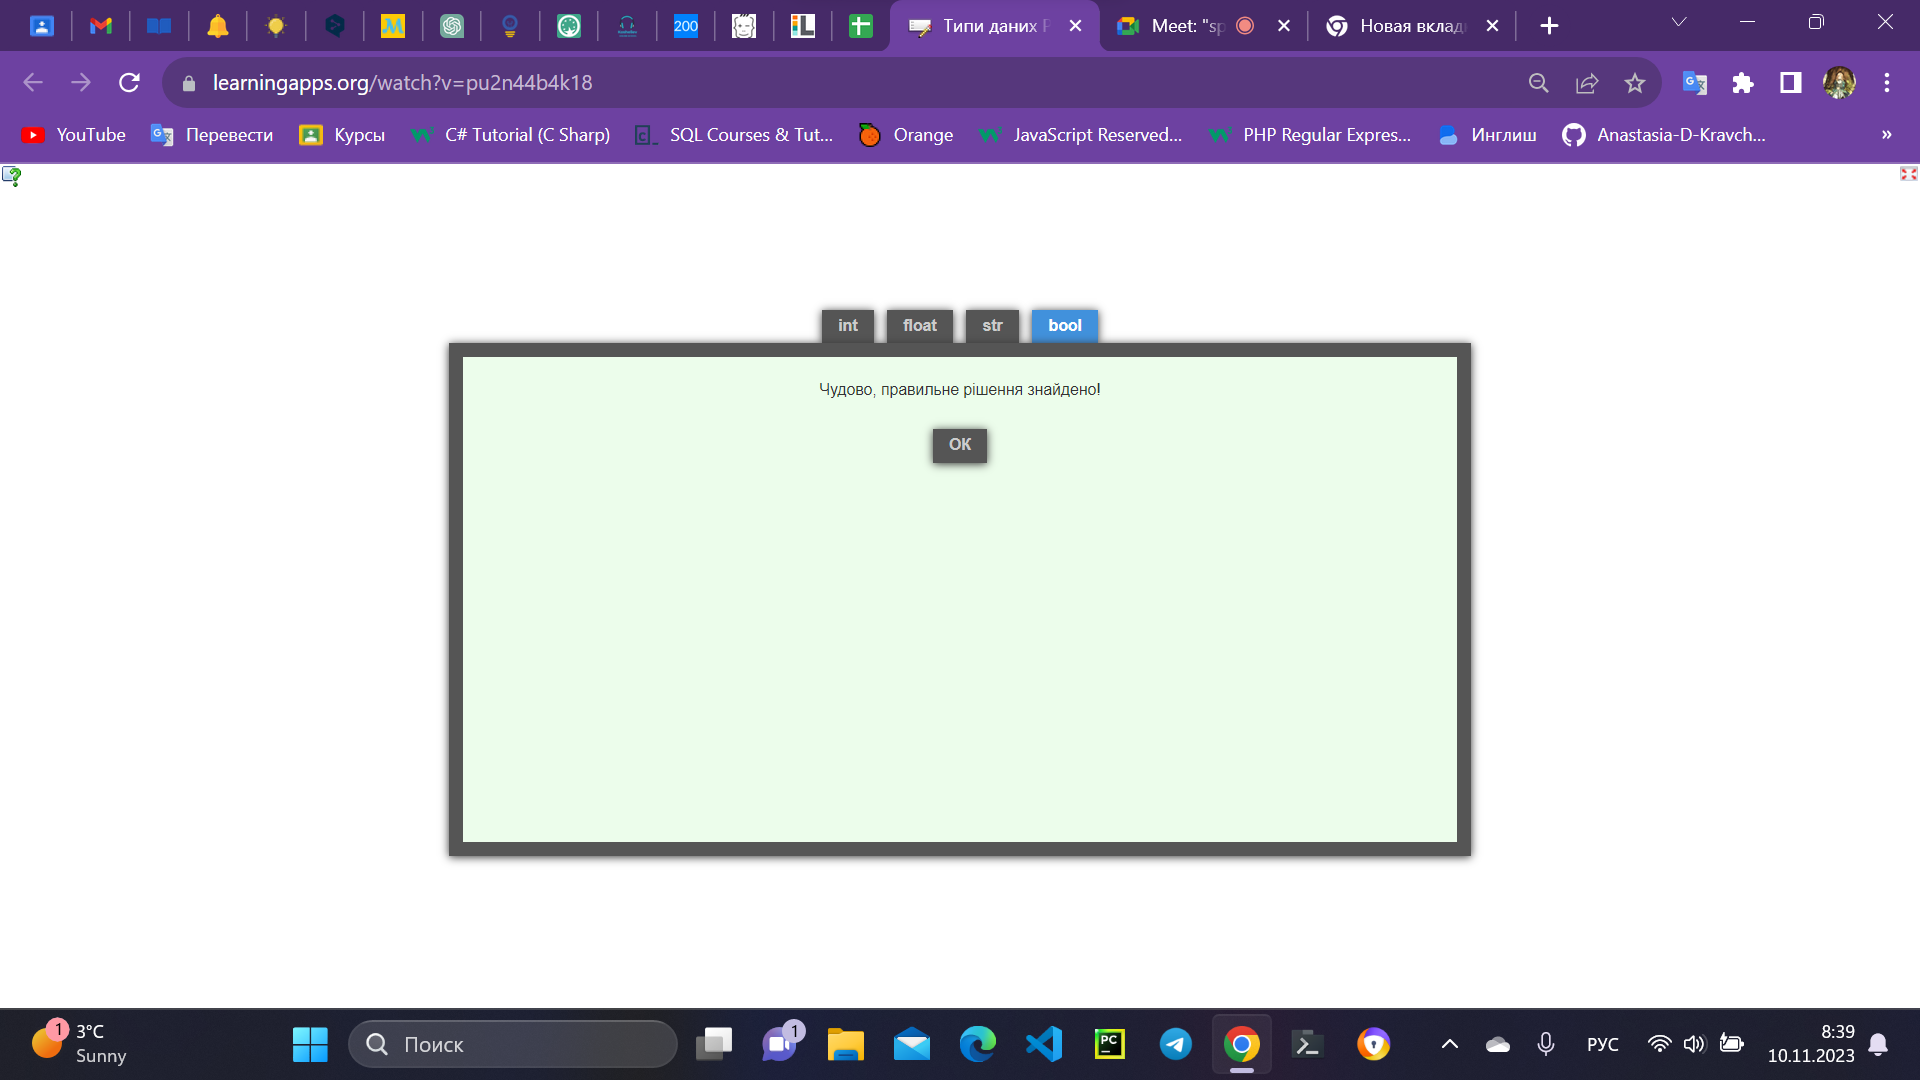 200
Типи даних
Meet: "sp
Новая вклад
learningapps.org/watch?v=pu2n44b4k18
YouTube
Перевести
Курсы
C# Tutorial (C Sharp)
SQL Courses & Tut...
Orange
JavaScript Reserved...
PHP Regular Expres...
Инглиш
Anastasia-D-Kravch...
»
int
float
str
bool
Чудово, правильне рішення знайдено!
ОК
1
3°C
Sunny
Поиск
1
PC
РУС
8:39
10.11.2023